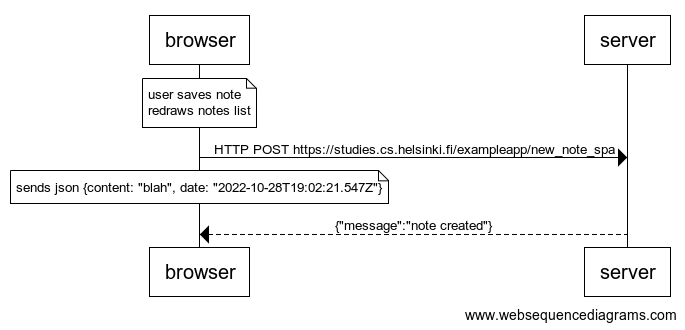 browser
server
user saves note
redraws notes list
HTTP POST https://studies.cs.helsinki.fi/exampleapp/new_note_spa
sends json {content: "blah", date: "2022-10-28T19:02:21.547Z"}
{"message":"note created"}
browser
server
www.websequencediagrams.com